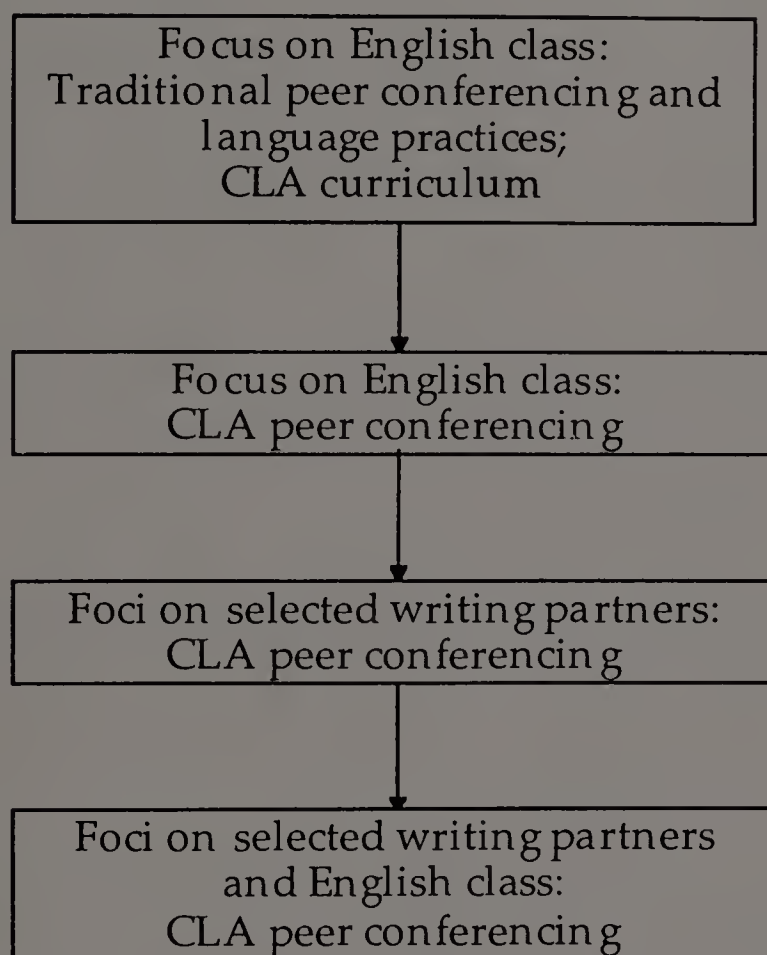 Focus on English class:
Traditional peer conferencing and
language practices;
CLA curriculum
Focus on English class:
CLA peer conferencing
Foci on selected writing partners:
CLA peer conferencing
Foci on selected writing partners
and English class:
CLA peer conferencing